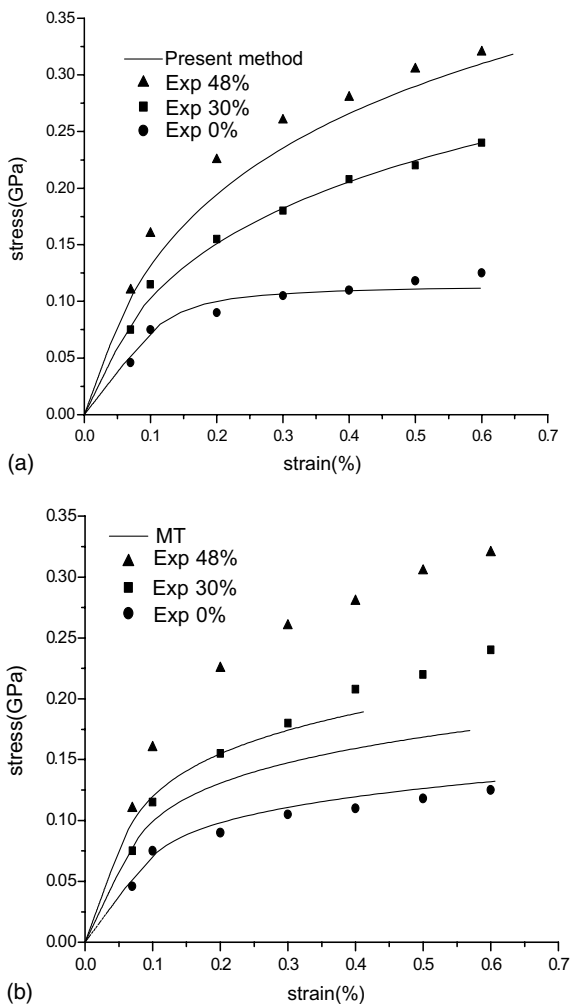 0.35
Present method
Exp 48%
0.30
Exp 30%
0.25
Exp 0%
0.20
stress(GPa)
0.15
0.10
0.05
0.00
0.0 0.1 0.2 0.3 0.4 0.5 0.6 0.7
(a)
strain(%)
0.35
MT
Exp 48%
0.30
Exp 30%
Exp 0%
0.25
0.20
stress(GPa)
0.15
0.10
0.05
0.00
0.0 0.1 0.2 0.3 0.4 0.5 0.6 0.7
(b)
strain(%)